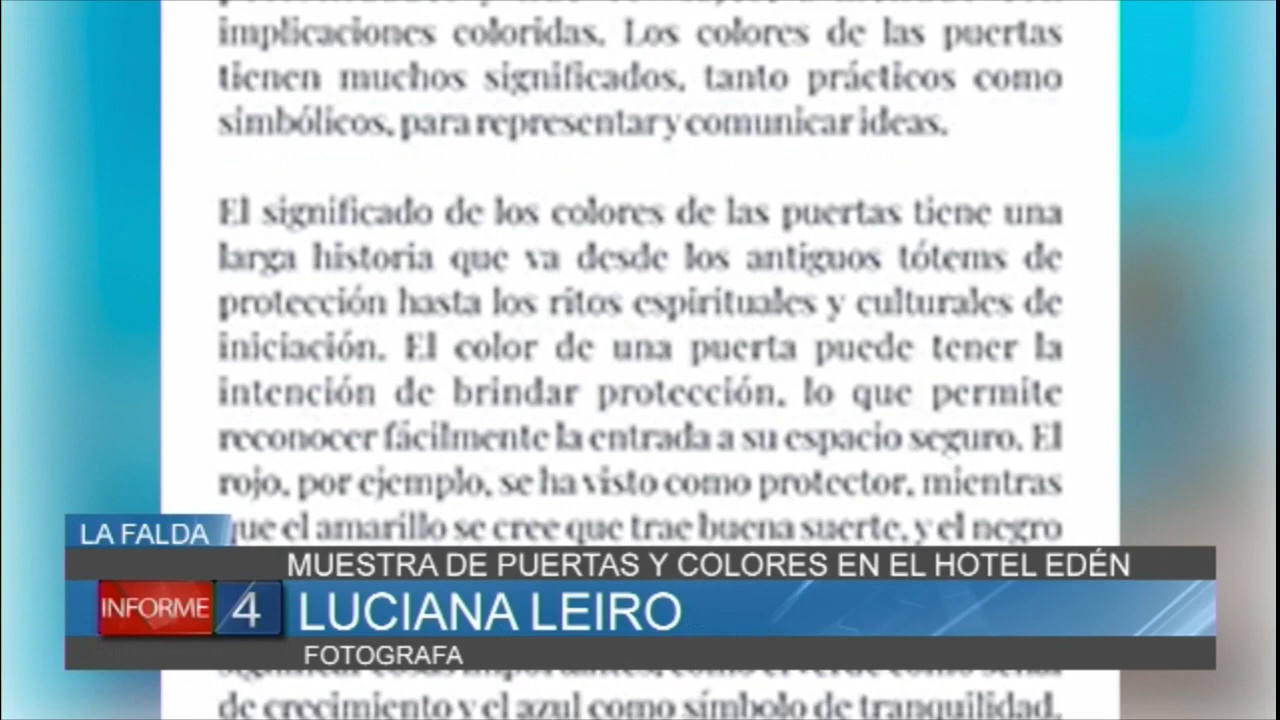 implicaciones coloridas. Los colores de las puertas
tienen muchos significados, tanto prácticos como
simbólicos, para representar y comunicar ideas.
El significado de los colores de las puertas tiene una
larga historia que va desde los antiguos tótems de
protección hasta los ritos espirituales y culturales de
iniciación. El color de una puerta puede tener la
intención de brindar protección, lo que permite
reconocer fácilmente la entrada a su espacio seguro. El
rojo, por ejemplo, se ha visto como protector, mientras
que el amarillo se cree que trae buena suerte, y el negro
LA FALDA
MUESTRA DE PUERTAS Y COLORES EN EL HOTEL EDÉN
INFORME 4
LUCIANA LEIRO
FOTOGRAFA
de crecimiento y el azul como símbolo de tranquilidad.